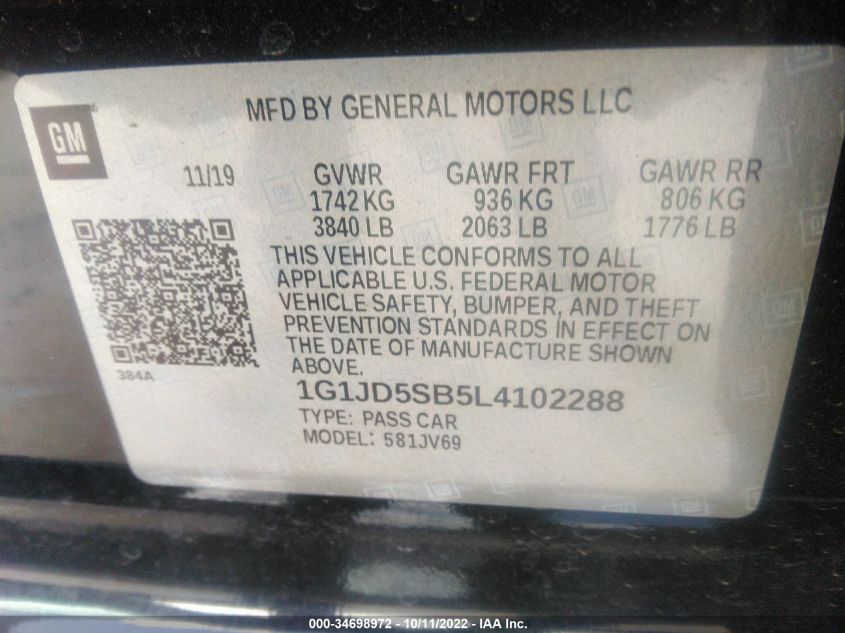 MFD BY GENERAL MOTORS LLC
GM®
11/19 GVWR GAWR FRT GAWR RR
1742 KG 936 KG 806 KG
3840 LB 2063 LB 1776 LB
THIS VEHICLE CONFORMS TO ALL
APPLICABLE U.S. FEDERAL MOTOR
VEHICLE SAFETY, BUMPER, AND THEFT
PREVENTION STANDARDS IN EFFECT ON
THE DATE OF MANUFACTURE SHOWN
ABOVE.
384A
1G1JD5SB5L4102288
TYPE: PASS CAR
MODEL: 581JV69
000-34698972 - 10/11/2022 - IAA Inc.